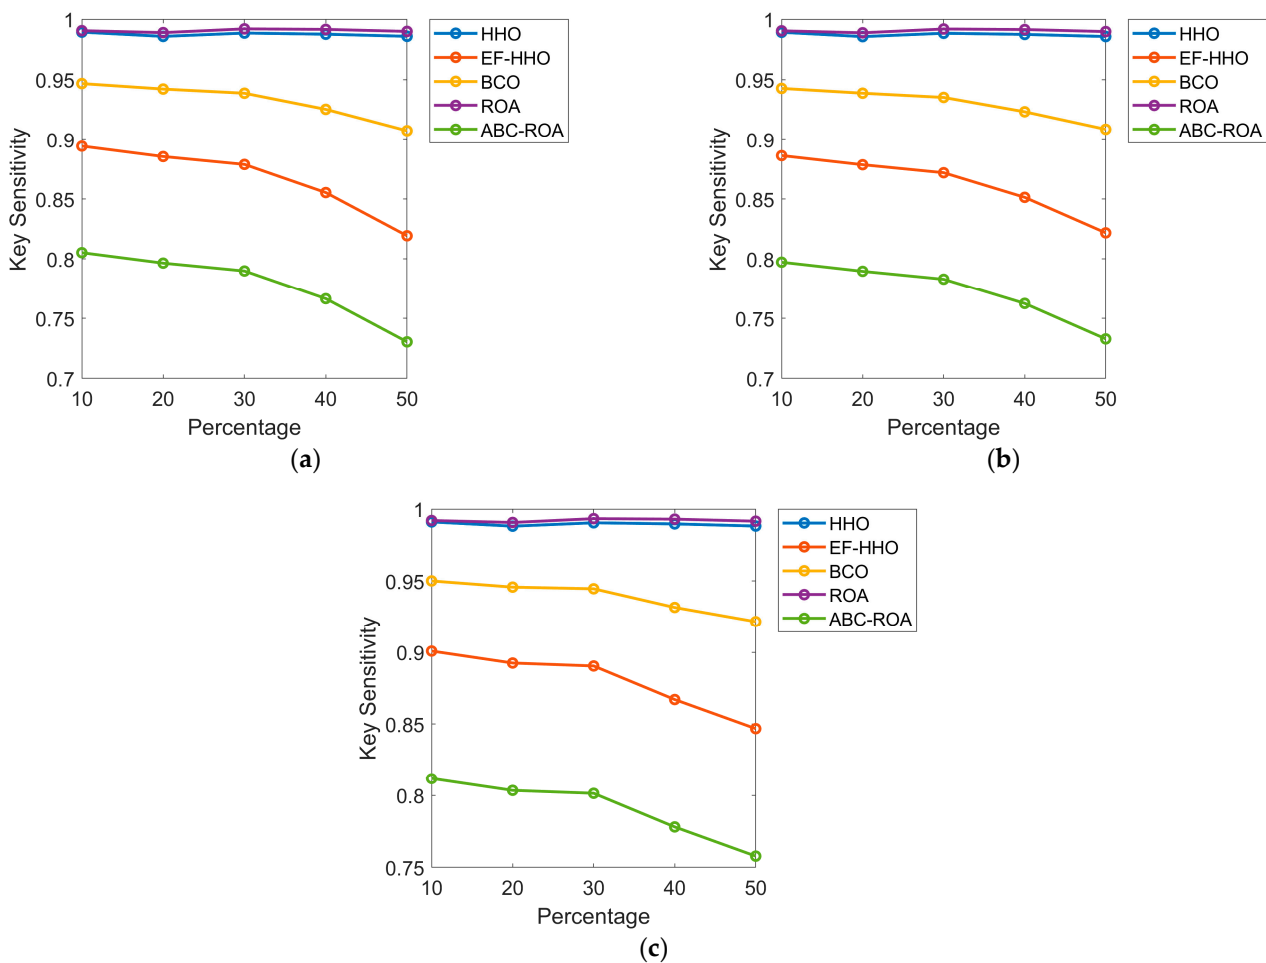 1
0.95
0.9
0.85
0.8
0.75
0.7
Key Sensitivity
10 20 30 40 50
Percentage
HHO
EF-HHO
BCO
ROA
ABC-ROA
(a)
1
0.95
0.9
0.85
0.8
0.75
0.7
Key Sensitivity
10 20 30 40 50
Percentage
HHO
EF-HHO
BCO
ROA
ABC-ROA
(b)
1
0.95
0.9
0.85
0.8
0.75
Key Sensitivity
10 20 30 40 50
Percentage
HHO
EF-HHO
BCO
ROA
ABC-ROA
(c)